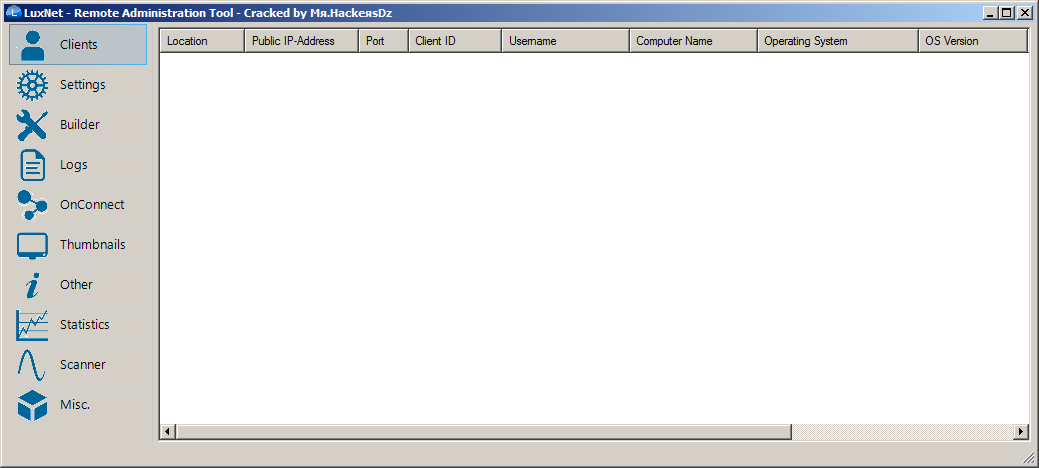 LuxNet - Remote Administration Tool - Cracked by Mя.HackeяsDz
Clients
Settings
Builder
Logs
OnConnect
Thumbnails
Other
Statistics
Scanner
Misc.
Location Public IP-Address Port Client ID Username Computer Name Operating System OS Version